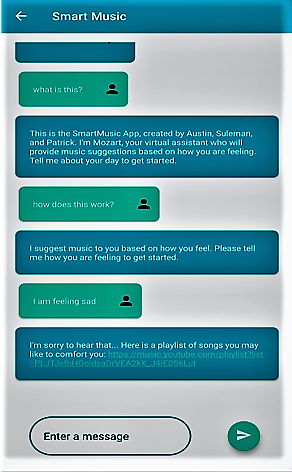 Smart Music
what is this?
This is the SmartMusic App, created by Austin, Suleman,
and Patrick. I'm Mozart, your virtual assistant who will
provide music suggestions based on how you are feeling.
Tell me about your day to get started.
how does this work?
I suggest music to you based on how you feel. Please tell
me how you are feeling to get started.
I am feeling sad
I'm sorry to hear that... Here is a playlist of songs you may
like to comfort you: https://music.youtube.com/playlist?list
Enter a message